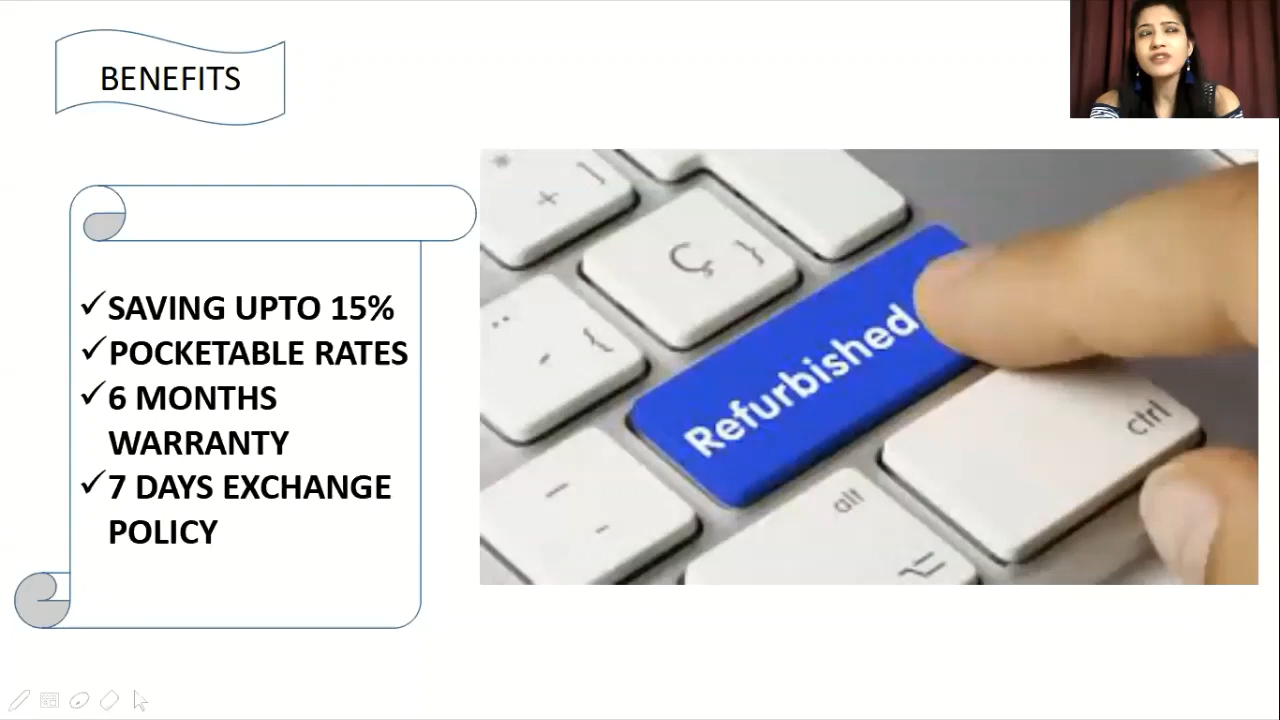 BENEFITS
✓SAVING UPTO 15%
✓POCKETABLE RATES
✓6 MONTHS
WARRANTY
✓7 DAYS EXCHANGE
POLICY
* + ]
Ç }
¨ - {
Refurbished
ctrl
alt